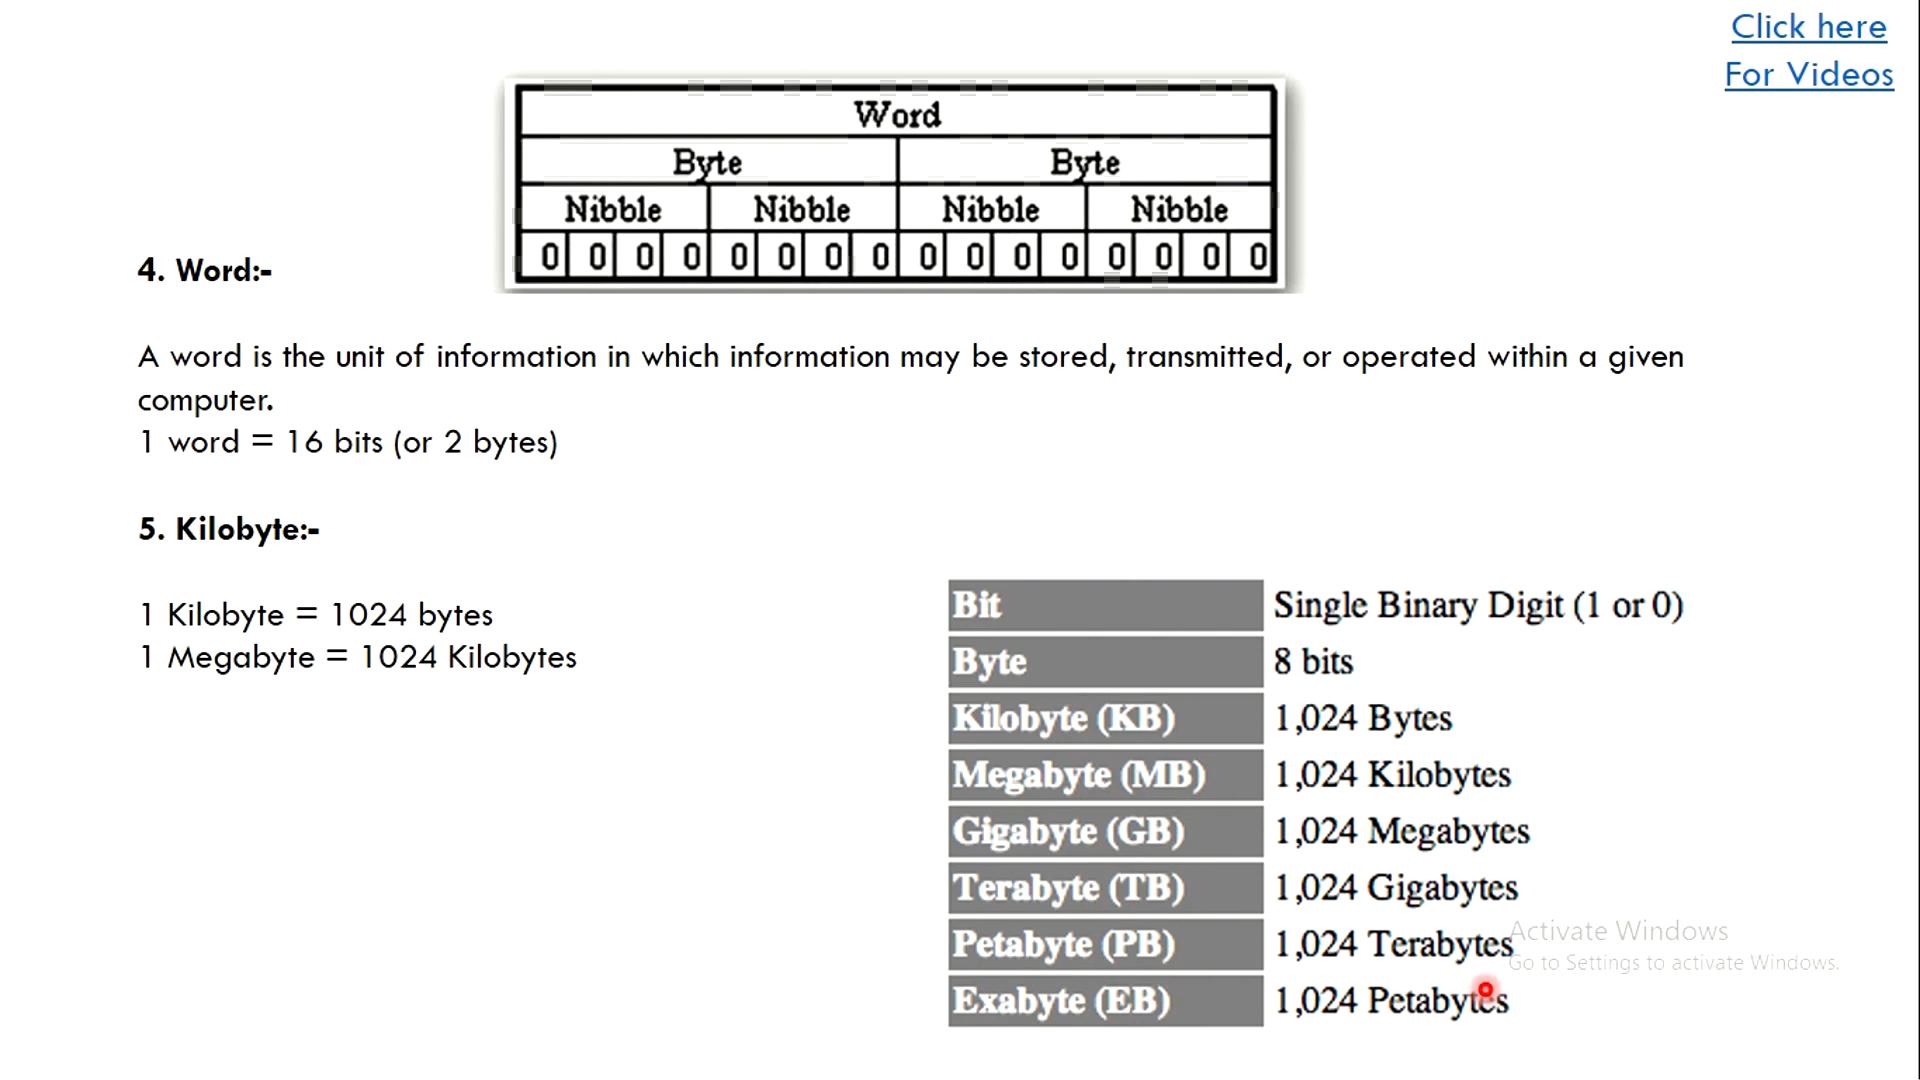 Click here
For Videos
Word
Byte Byte
Nibble Nibble Nibble Nibble
0 0 0 0 0 0 0 0 0 0 0 0 0 0 0 0
4. Word:-
A word is the unit of information in which information may be stored, transmitted, or operated within a given
computer.
1 word = 16 bits (or 2 bytes)
5. Kilobyte:-
1 Kilobyte = 1024 bytes
1 Megabyte = 1024 Kilobytes
Bit Single Binary Digit (1 or 0)
Byte 8 bits
Kilobyte (KB) 1,024 Bytes
Megabyte (MB) 1,024 Kilobytes
Gigabyte (GB) 1,024 Megabytes
Terabyte (TB) 1,024 Gigabytes
Petabyte (PB) 1,024 Terabytes
Exabyte (EB) 1,024 Petabytes
Activate Windows
Go to Settings to activate Windows.